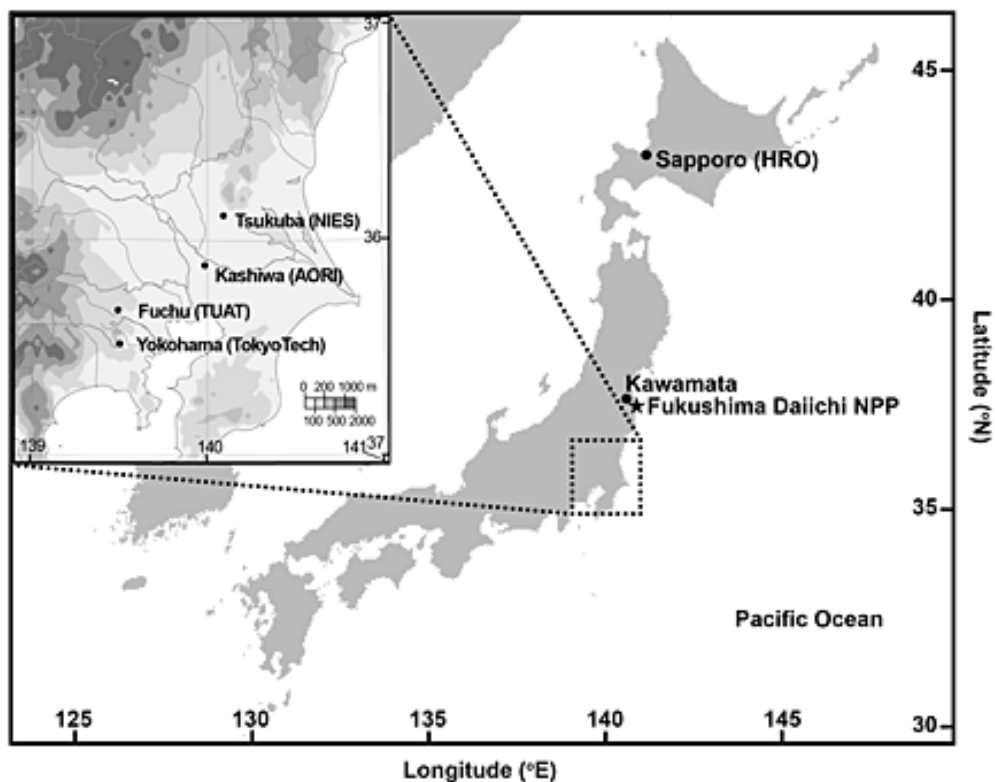 37
Tsukuba (NIES)
36
Kashiwa (AORI)
Fuchu (TUAT)
Yokohama (TokyoTech)
0 200 1000 m
100 500 2000
139
140
141
37
45
Sapporo (HRO)
40
Kawamata
★Fukushima Daiichi NPP
35
Pacific Ocean
30
125
130
135
140
145
Latitude (°N)
Longitude (°E)